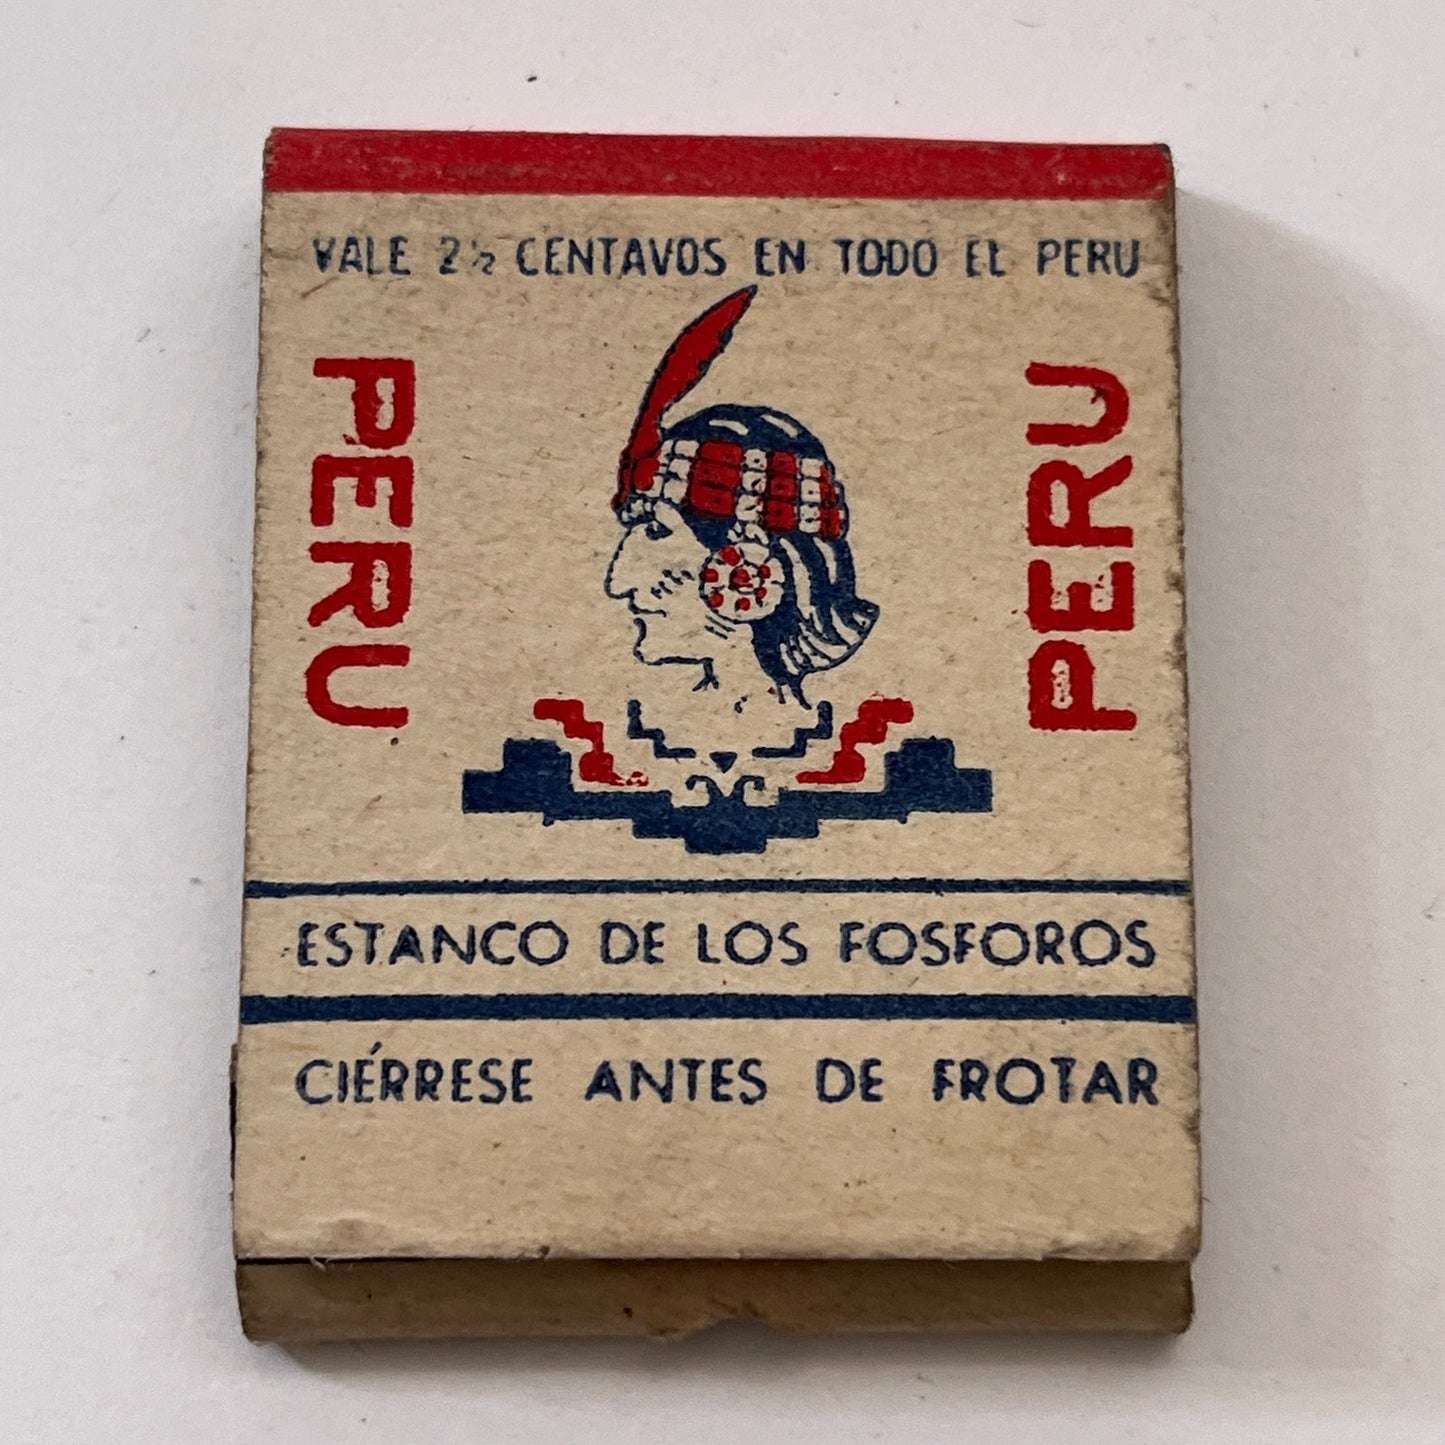 VALE 2½ CENTAVOS EN TODO EL PERU
PERU
PERU
ESTANCO DE LOS FOSFOROS
CIÉRRESE ANTES DE FROTAR